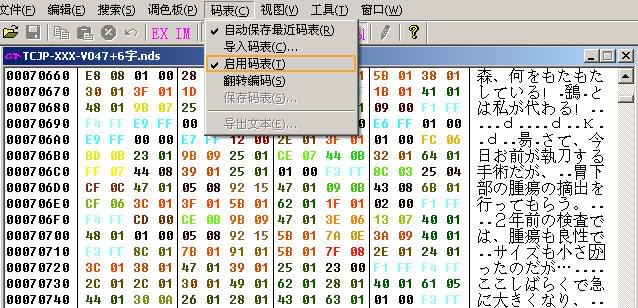 文件(F) 编辑(E) 搜索(S) 调色板(P) 码表(C) 视图(V) 工具(T) 窗口(W)
EX IM
自动保存最近码表(R)
导入码表(C)...
启用码表(T)
翻转编码(S)
保存码表(S)...
导出文本(E)...
TCJP-XXX-V047+6字.nds
00070660 E8 08 01 00 28 5B 01 38 01
00070670 30 01 3F 01 1D 01
00070680 48 01 9B 07 25 01
00070690 F4 FF E9 FF 00 FF
000706A0 E9 FF 00 E6 FF 01 00
000706B0 E9 FF 00 00 12 00 2E 01 3F 01 01 00 FC 06
000706C0 BD 08 23 01 9B 09 25 01 CE 07 44 0B 32 01 64 01
000706D0 FF 07 44 08 39 01 25 01 00 01 F3 FF 8C 03 25 04
000706E0 CF 0C 47 01 05 08 92 15 47 01 09 0B 43 08 6B 01
000706F0 CF 06 3C 01 3F 01 5B 01 62 01 1F 01 02 00 F1 FF
00070700 F4 FF CD 00 CE 0B 9B 09 47 01 3E 06 13 07 40 01
00070710 48 01 01 00 05 08 92 15 5B 01 7A 0E 3A 09 40 01
00070720 F3 FF 8C 01 7B 01 91 01 5B 01 7F 08 2E 01 24 01
00070730 3C 01 38 01 47 01 39 01 25 01 23 00 F1 FF F4 FF
00070740 23 01 23 01 57 01 62 01 28 01 40 01 61 05
00070750 44 01 30 0A 26 01 28 01 43 01 63 01 01 00 F3 FF
森、何をもたもた
している!
は私が代わる!
さて、今
日お前が執刀する
手術だが、..胃下
部の腫瘍の摘出を
行ってもらう。..
..2年前の検査で
は、腫瘍も良性で
..サイズも小さか
ったのだが…....
ここしばらくで急
に大きくなり、..